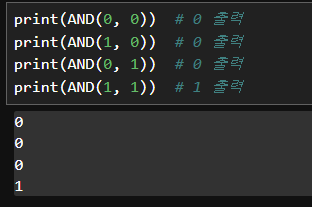 print(AND(0, 0))  # 0 출력
print(AND(1, 0))  # 0 출력
print(AND(0, 1))  # 0 출력
print(AND(1, 1))  # 1 출력
0
0
0
1